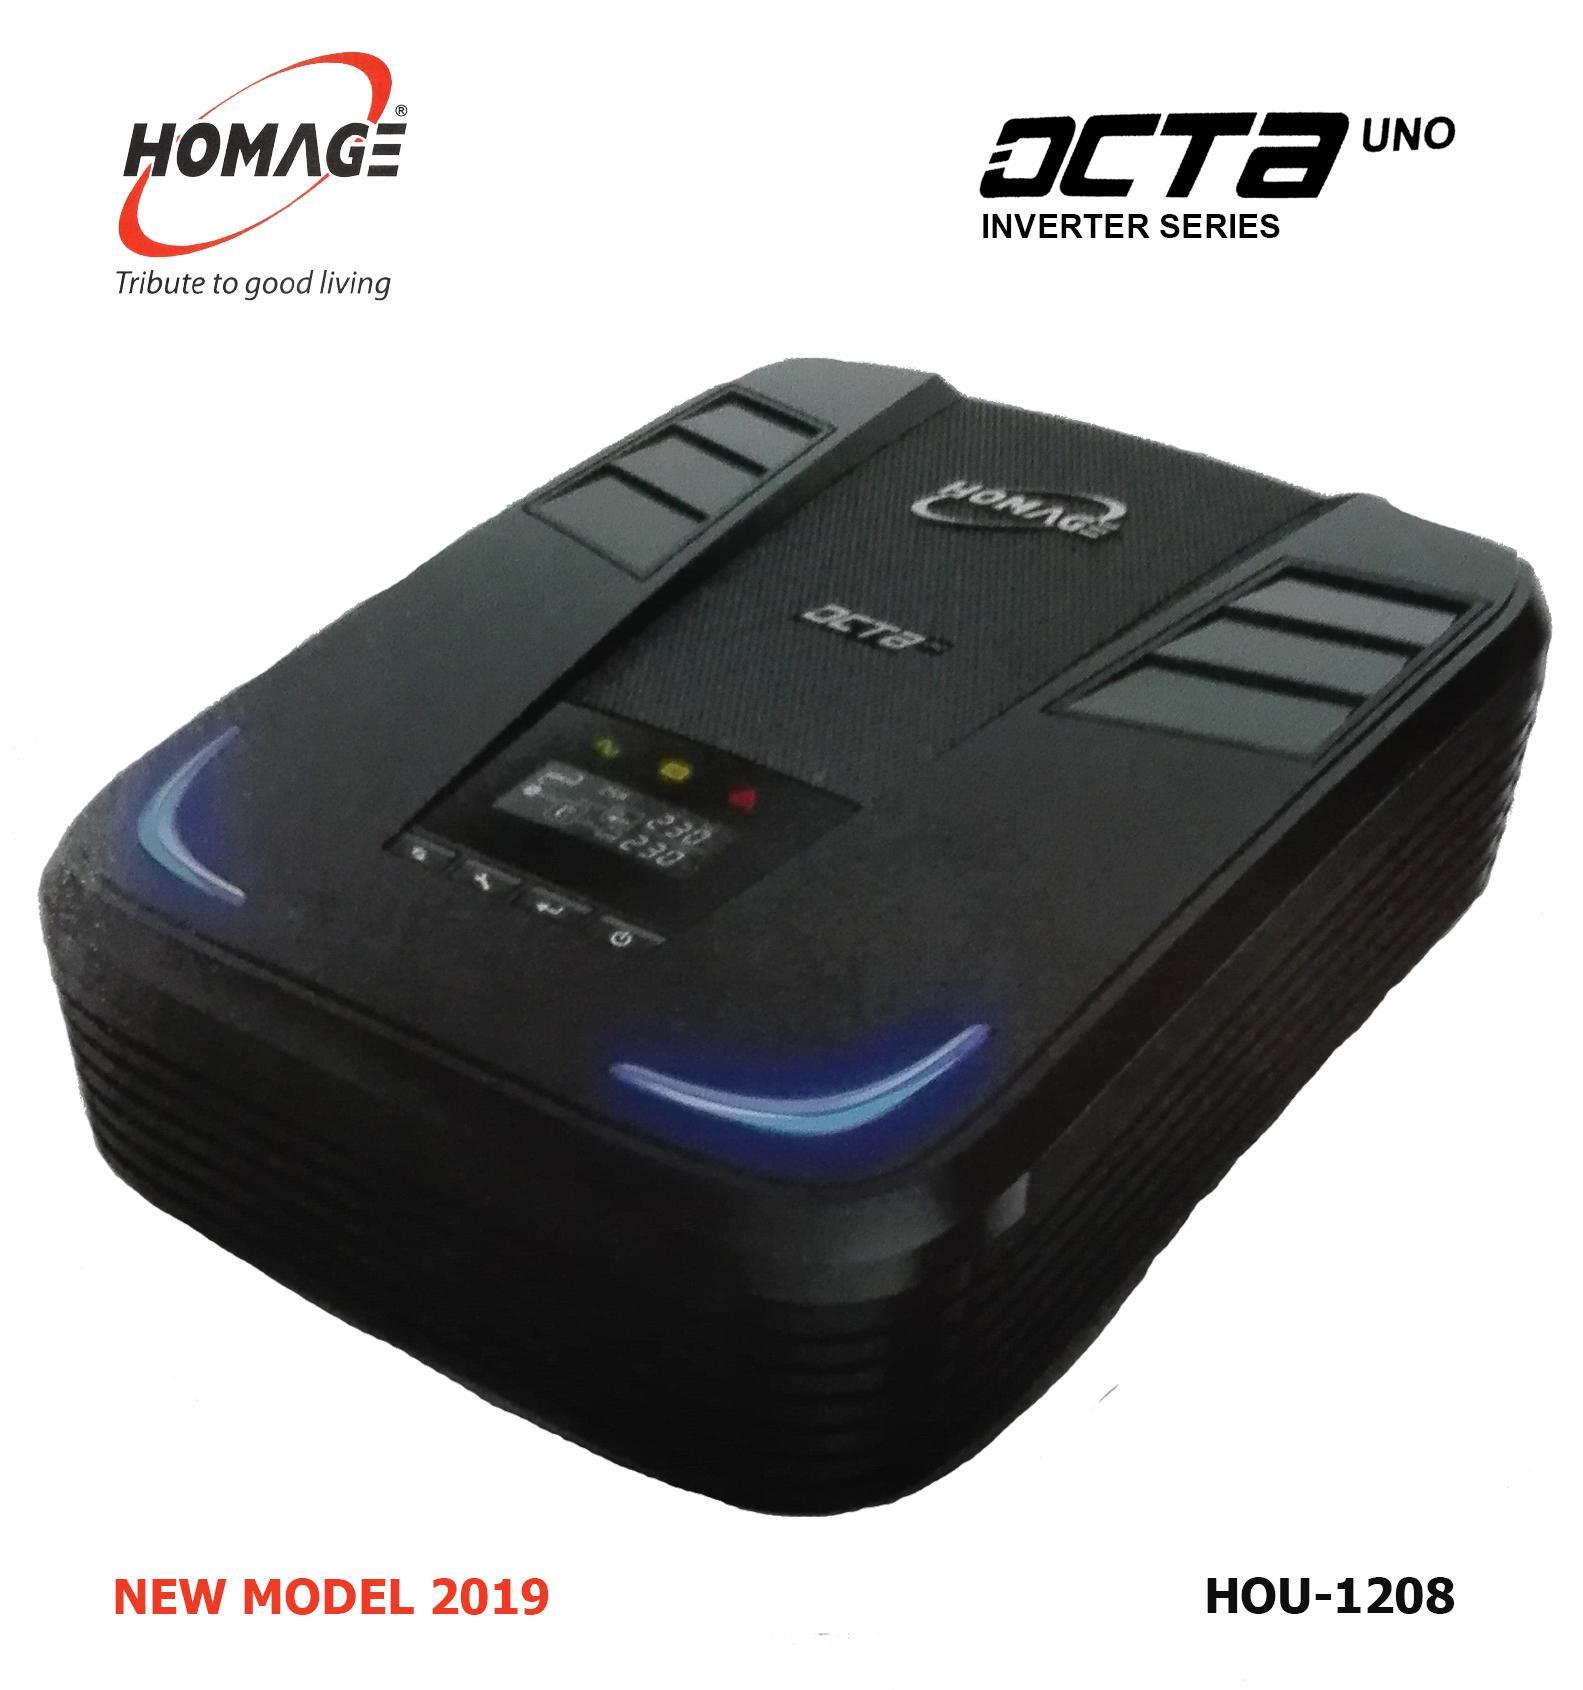 HOMAGE®
Tribute to good living
OCTA UNO
INVERTER SERIES
HOMAGE
OCTA
230
230
NEW MODEL 2019
HOU-1208